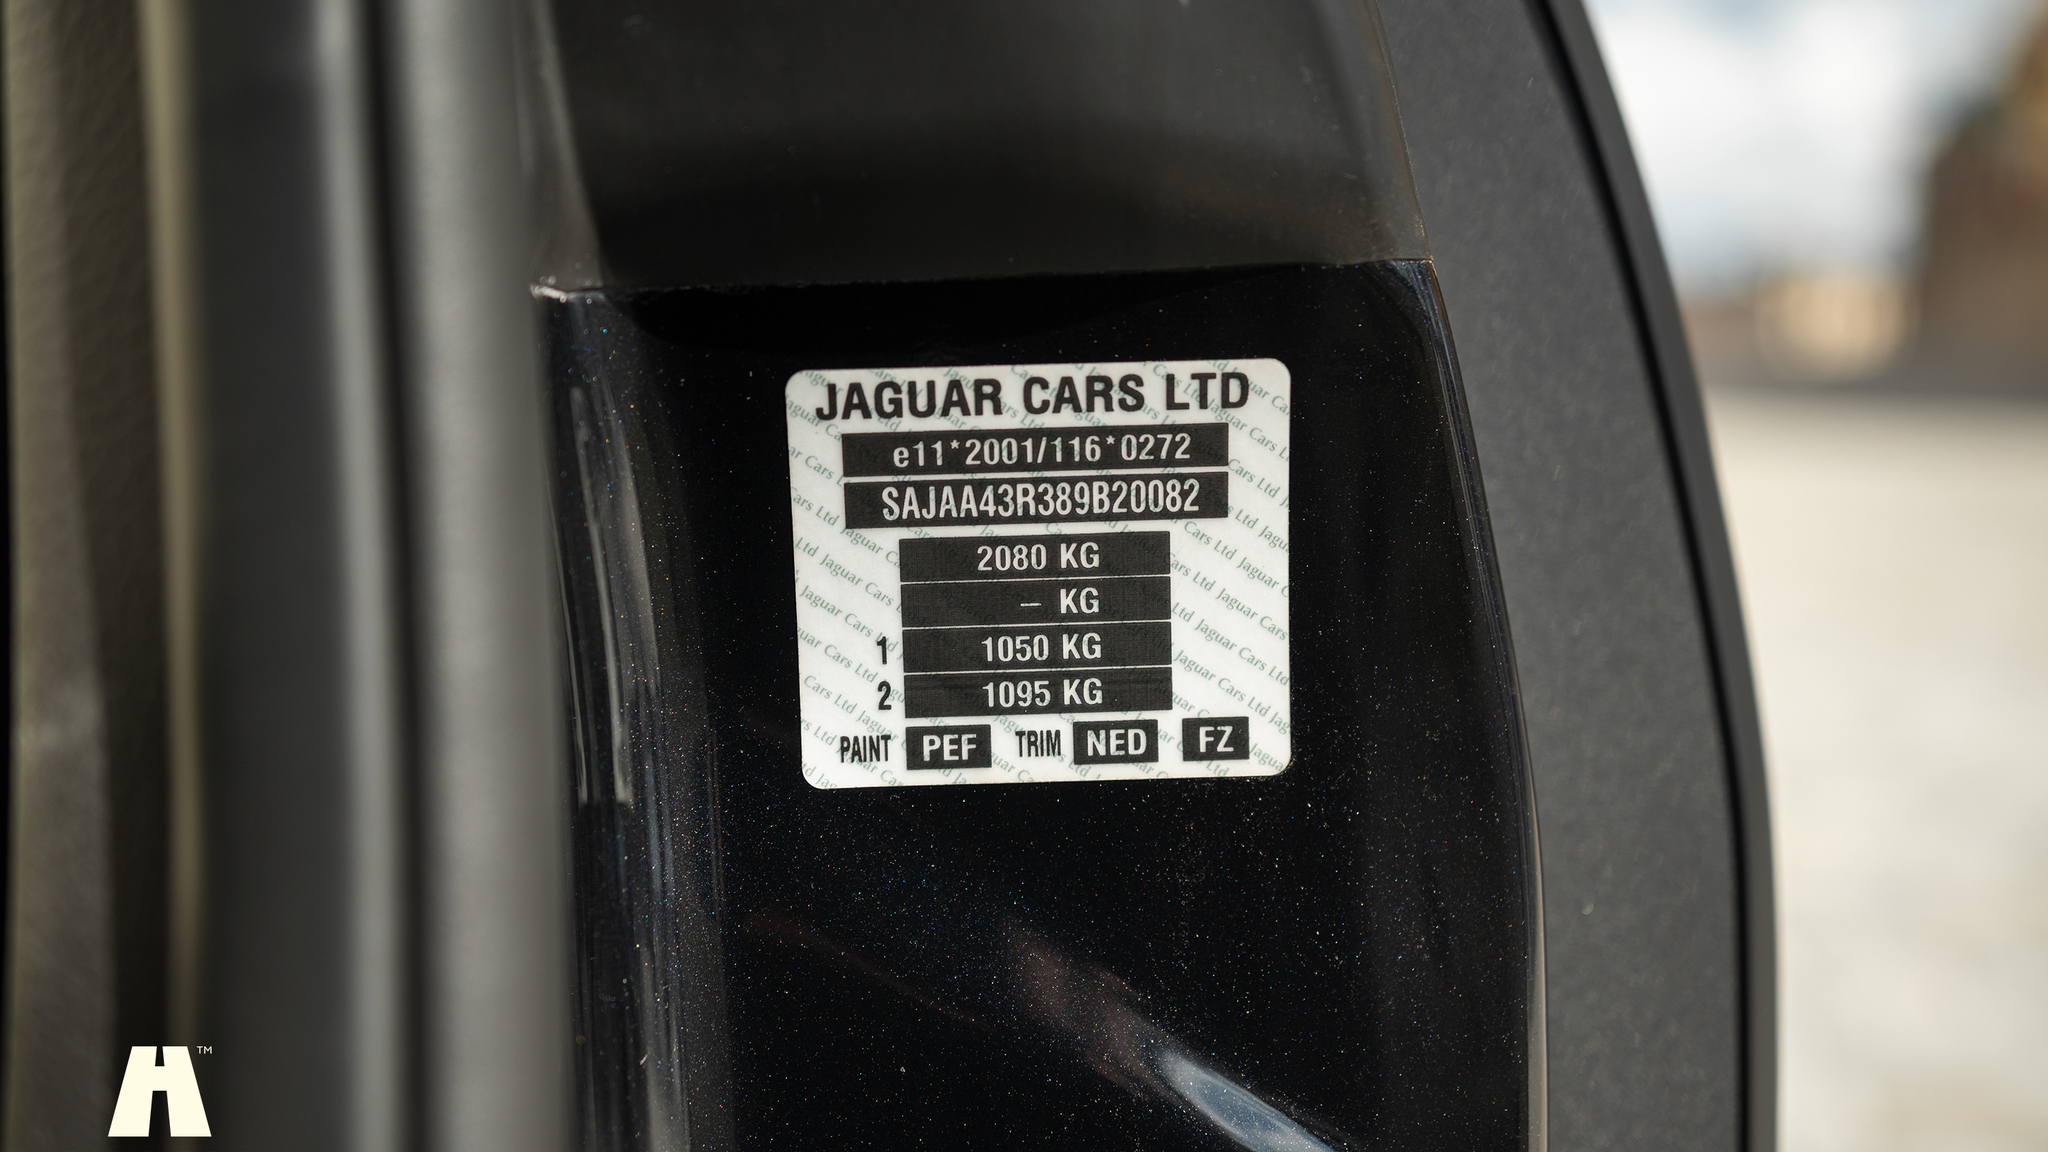 JAGUAR CARS LTD
e11*2001/116*0272
SAJAA43R389B20082
2080 KG
– KG
1 1050 KG
2 1095 KG
PAINT PEF TRIM NED FZ
H™